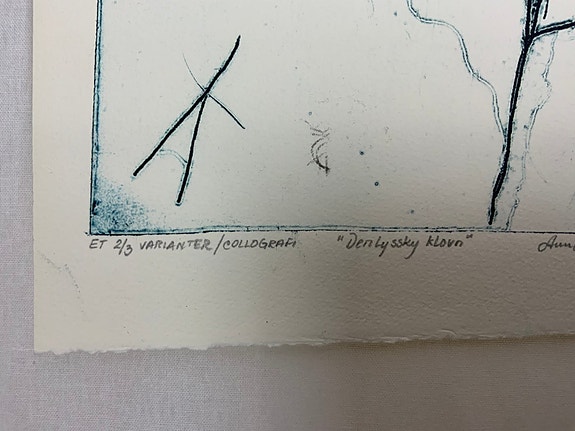 ET 2/3 VARIANTER/COLLOGRAFI "Den lyssky klovn"